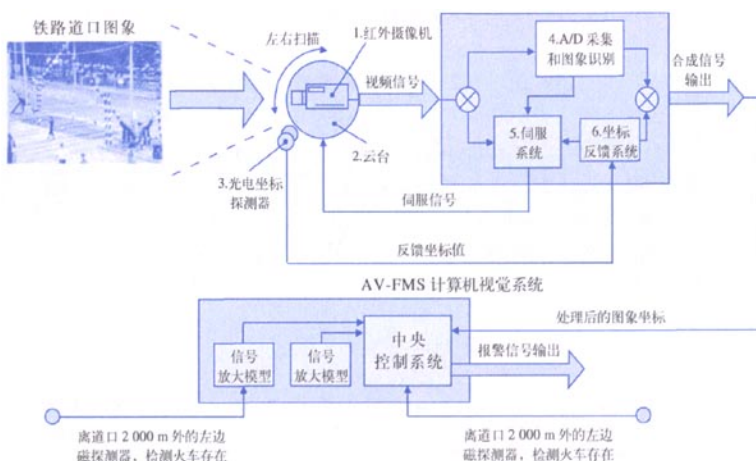 铁路道口图象
左右扫描
1.红外摄像机
视频信号
4.A/D 采集
和图象识别
合成信号
输出
5.伺服
系统
6.坐标
反馈系统
2.云台
3.光电坐标
探测器
伺服信号
反馈坐标值
AV-FMS 计算机视觉系统
处理后的图象坐标
信号
放大模型
信号
放大模型
中央
控制系统
报警信号输出
离道口 2 000 m 外的左边
磁探测器，检测火车存在
离道口 2 000 m 外的左边
磁探测器，检测火车存在